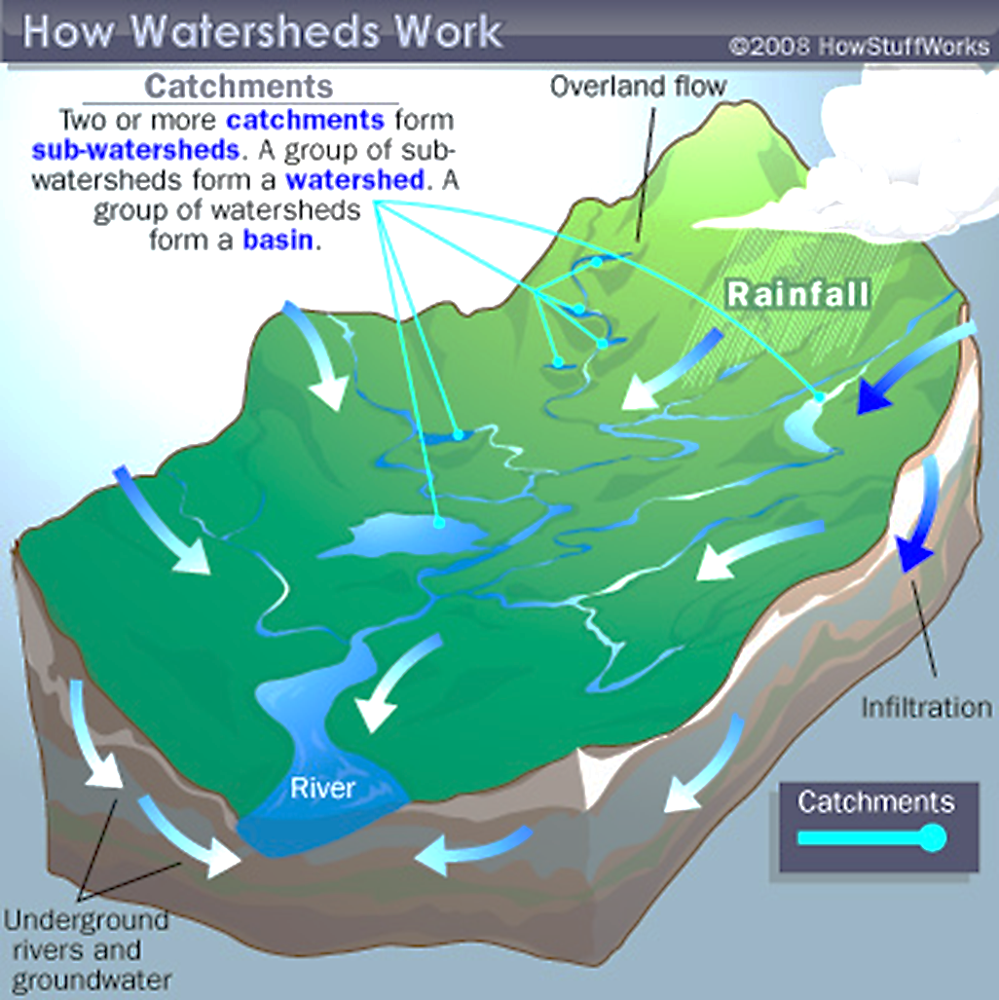 How Watersheds Work
©2008 HowStuffWorks
Catchments
Two or more catchments form
sub-watersheds. A group of sub-
watersheds form a watershed. A
group of watersheds
form a basin.
Overland flow
Rainfall
Infiltration
River
Catchments
Underground
rivers and
groundwater